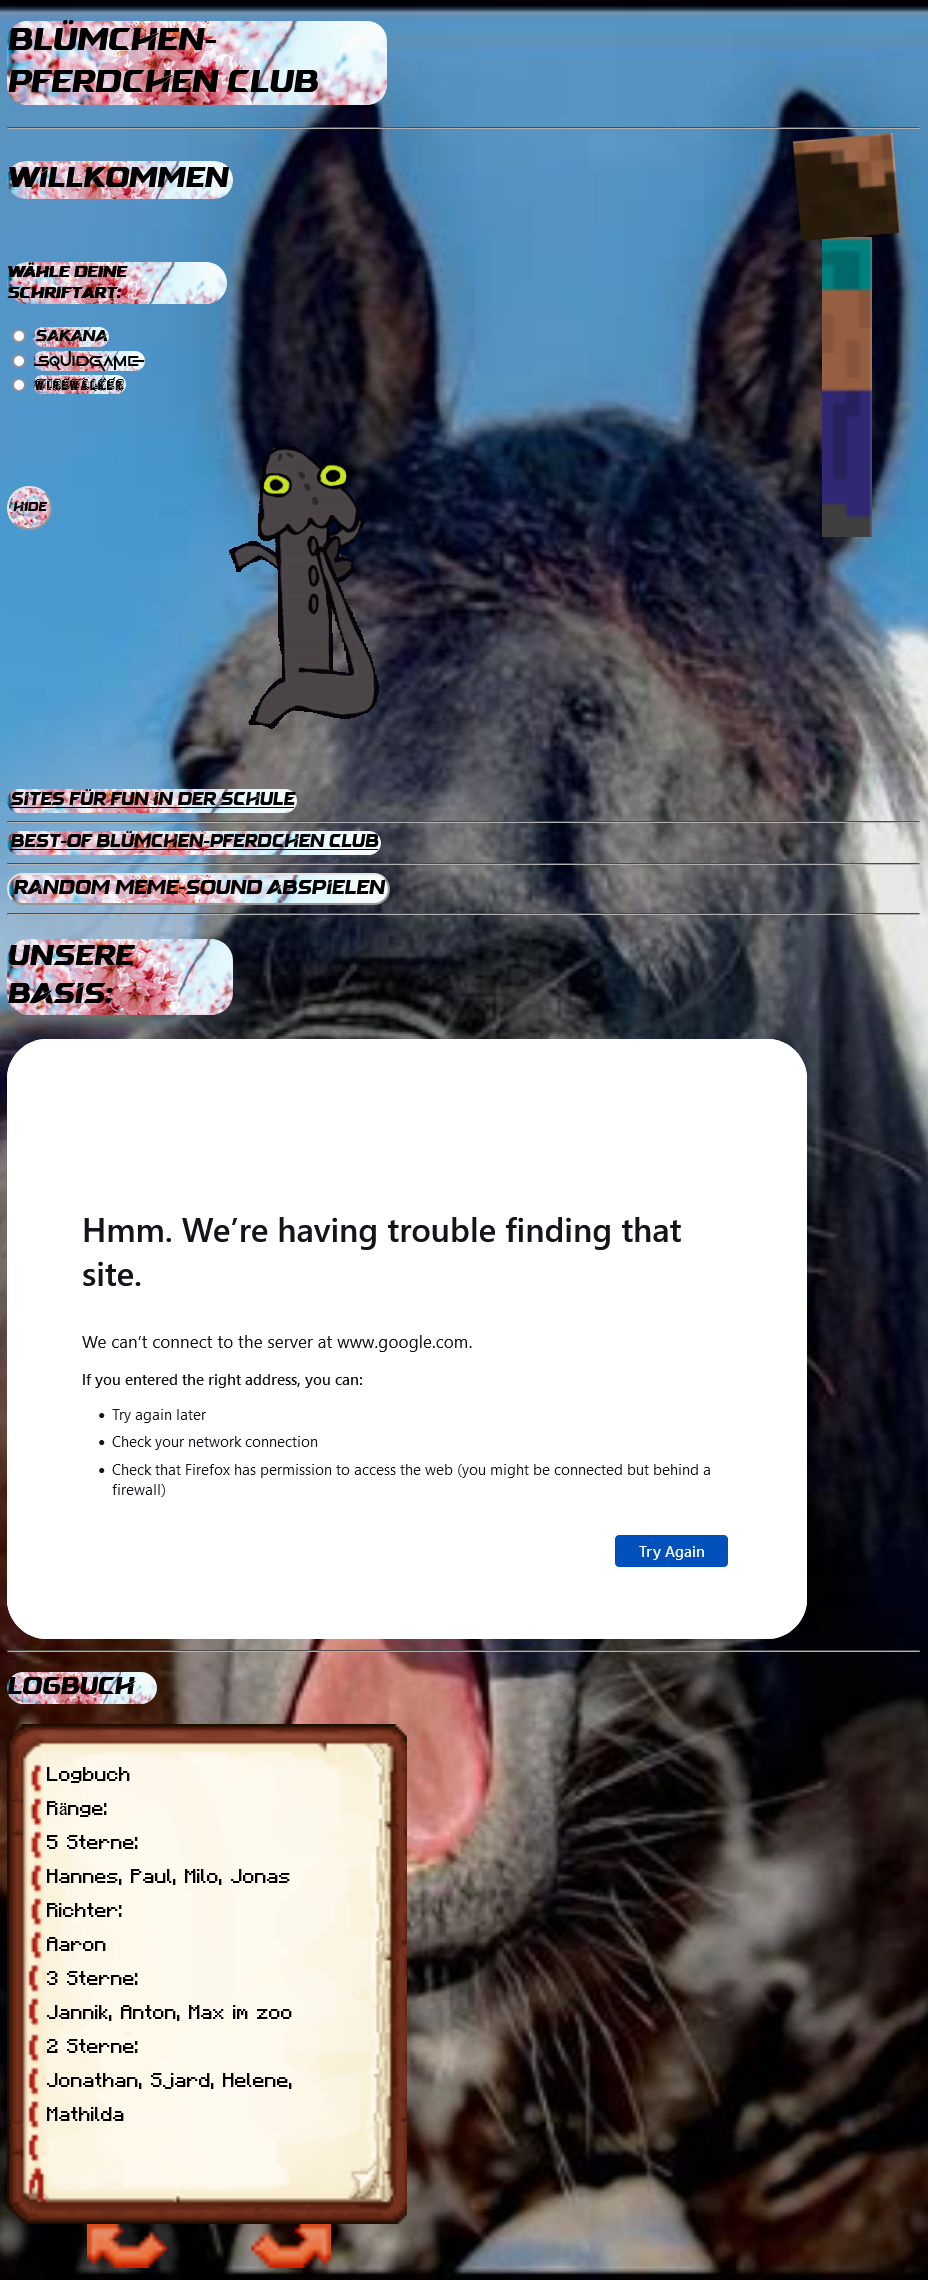 BLÜMCHEN-
PFERDCHEN CLUB
WILLKOMMEN
WÄHLE DEINE
SCHRIFTART:
SAKANA
SQUIDGAME
WIREWALKER
HIDE
SITES FÜR FUN IN DER SCHULE
BEST-OF BLÜMCHEN-PFERDCHEN CLUB
RANDOM MEME-SOUND ABSPIELEN
UNSERE
BASIS:
Hmm. We’re having trouble finding that
site.
We can’t connect to the server at www.google.com.
If you entered the right address, you can:
Try again later
Check your network connection
Check that Firefox has permission to access the web (you might be connected but behind a
firewall)
Try Again
LOGBUCH
Logbuch
Ränge:
5 Sterne:
Hannes, Paul, Milo, Jonas
Richter:
Aaron
3 Sterne:
Jannik, Anton, Max im zoo
2 Sterne:
Jonathan, Sjard, Helene,
Mathilda